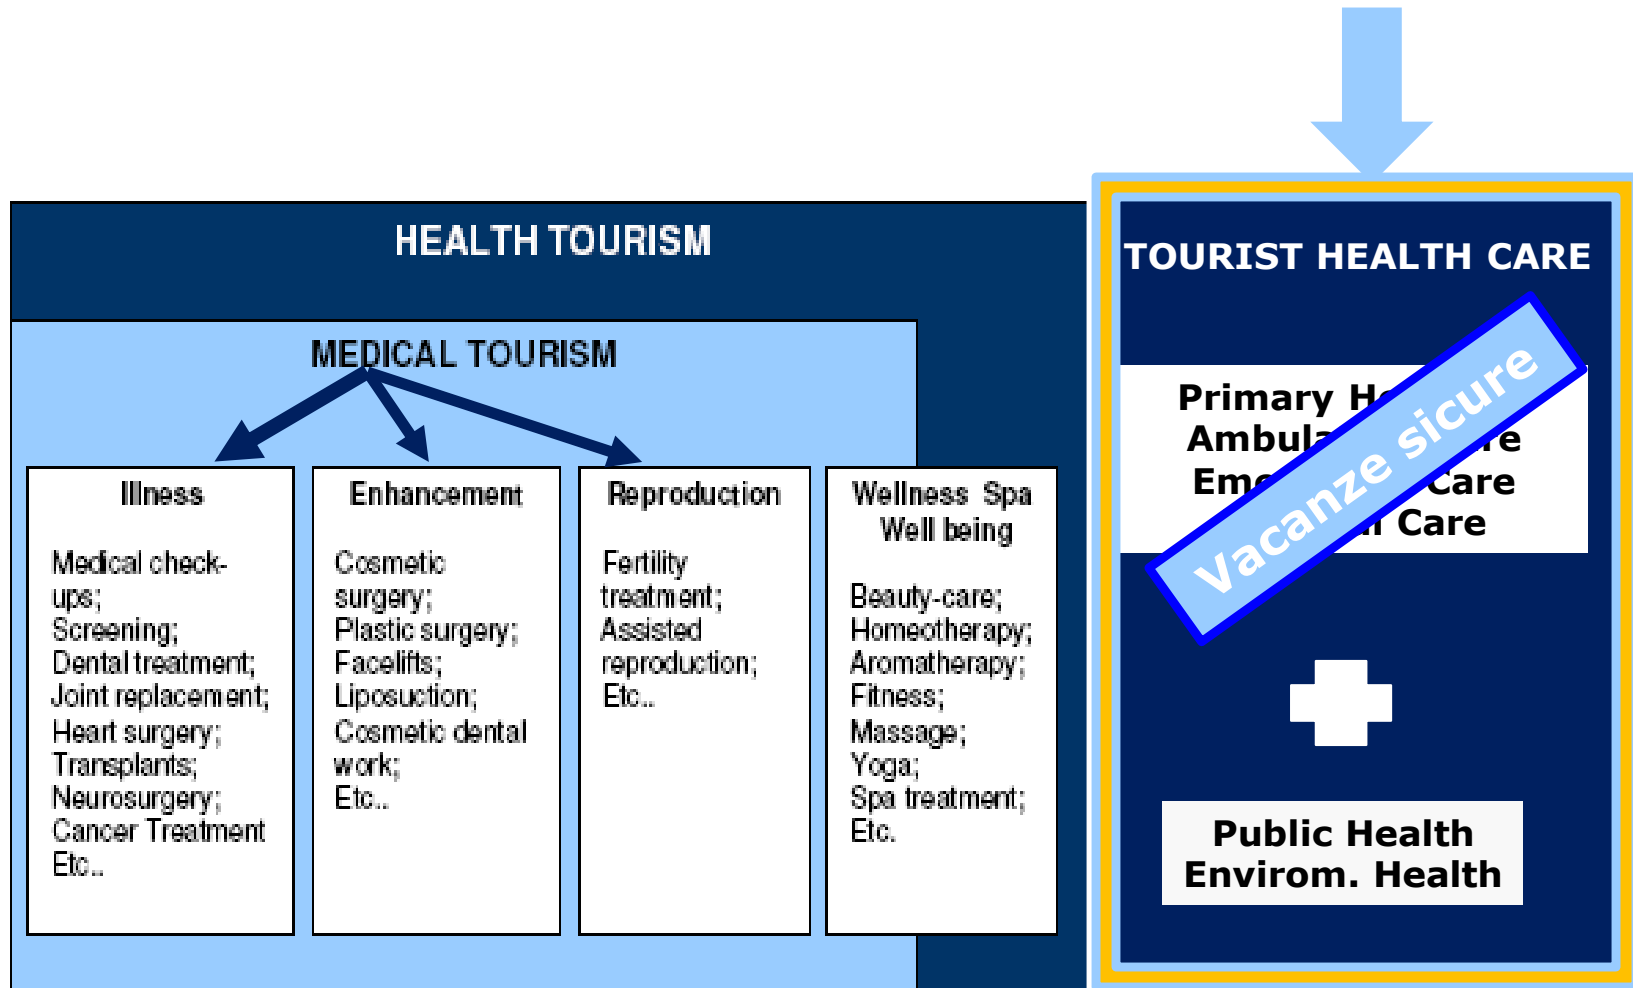 HEALTH TOURISM
MEDICAL TOURISM
Illness
Medical check-
ups;
Screening;
Dental treatment;
Joint replacement;
Heart surgery;
Transplants;
Neurosurgery;
Cancer Treatment
Etc..
Enhancement
Cosmetic
surgery;
Plastic surgery;
Facelifts;
Liposuction;
Cosmetic dental
work;
Etc..
Reproduction
Fertility
treatment;
Assisted
reproduction;
Etc..
Wellness Spa
Well being
Beauty-care;
Homeotherapy;
Aromatherapy;
Fitness;
Massage;
Yoga;
Spa treatment;
Etc.
TOURIST HEALTH CARE
Primary
Care
Care
Vacanze sicure
Public Health
Envirom. Health